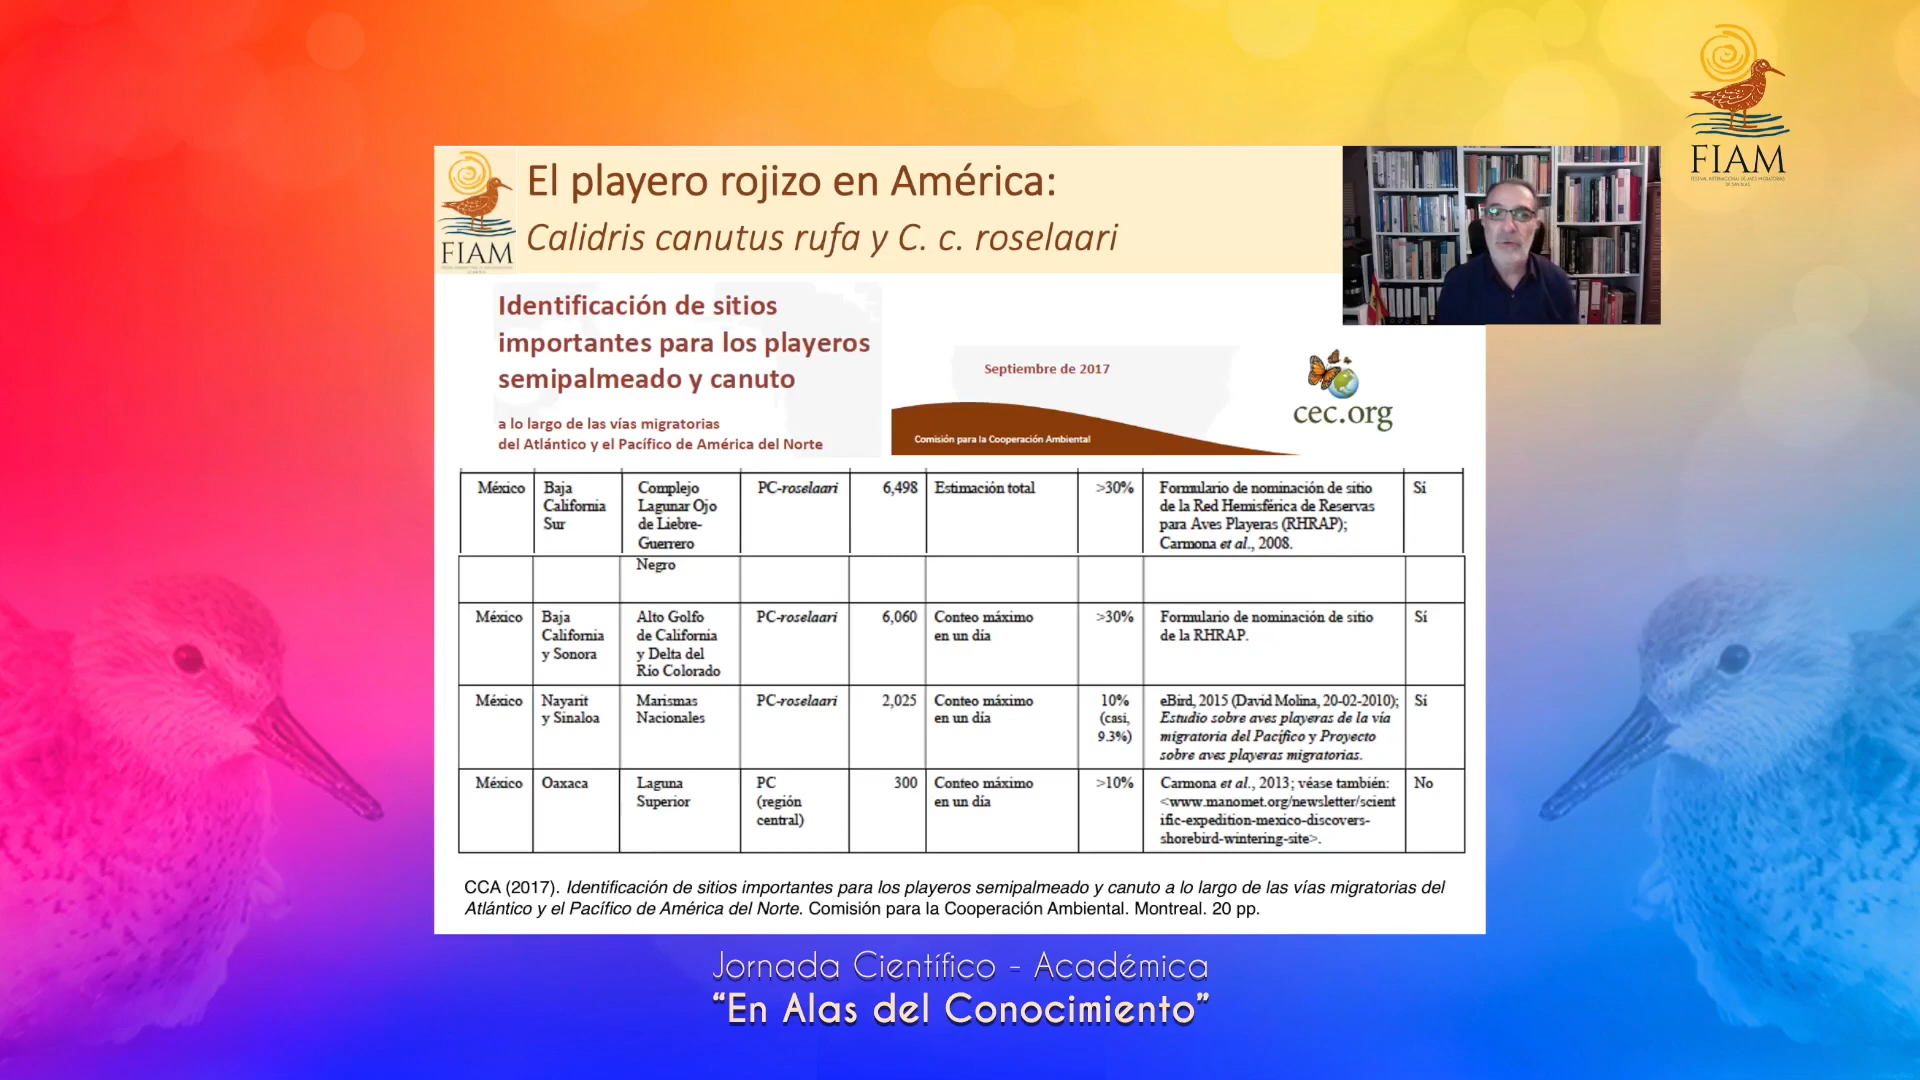 FIAM
FIAM
El playero rojizo en América:
Calidris canutus rufa y C. c. roselaari
Identificación de sitios
importantes para los playeros
semipalmeado y canuto
a lo largo de las vías migratorias
del Atlántico y el Pacífico de América del Norte
Septiembre de 2017
Comisión para la Cooperación Ambiental
cec.org
México Baja California Sur Complejo Lagunar Ojo de Liebre-Guerrero PC-roselaari 6,498 Estimación total >30% Formulario de nominación de sitio de la Red Hemisférica de Reservas para Aves Playeras (RHRAP); Carmona et al., 2008. Sí
Negro
México Baja California y Sonora Alto Golfo de California y Delta del Río Colorado PC-roselaari 6,060 Conteo máximo en un día >30% Formulario de nominación de sitio de la RHRAP. Sí
México Nayarit y Sinaloa Marismas Nacionales PC-roselaari 2,025 Conteo máximo en un día 10% (casi, 9.3%) eBird, 2015 (David Molina, 20-02-2010); Estudio sobre aves playeras de la vía migratoria del Pacífico y Proyecto sobre aves playeras migratorias. Sí
México Oaxaca Laguna Superior PC (región central) 300 Conteo máximo en un día >10% Carmona et al., 2013; véase también: <www.manomet.org/newsletter/scientific-expedition-mexico-discovers-shorebird-wintering-site>. No
CCA (2017). Identificación de sitios importantes para los playeros semipalmeado y canuto a lo largo de las vías migratorias del
Atlántico y el Pacífico de América del Norte. Comisión para la Cooperación Ambiental. Montreal. 20 pp.
Jornada Científico - Académica
“En Alas del Conocimiento”